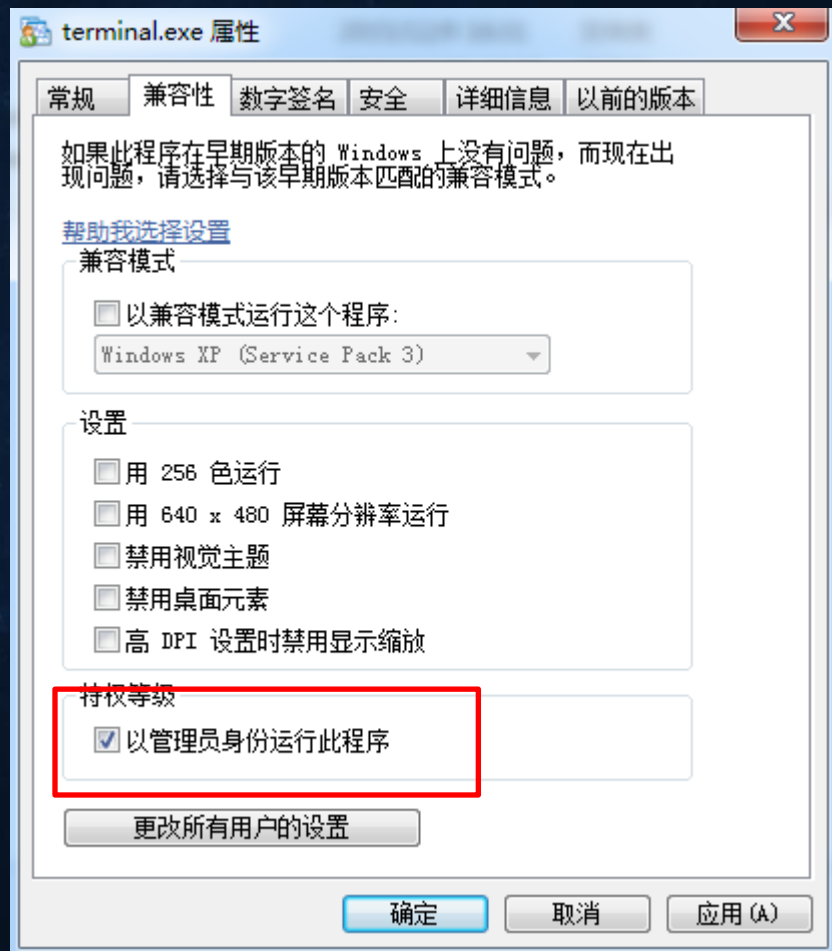 terminal.exe 属性
常规 兼容性 数字签名 安全 详细信息 以前的版本
如果此程序在早期版本的 Windows 上没有问题，而现在出
现问题，请选择与该早期版本匹配的兼容模式。
帮助我选择设置
兼容模式
以兼容模式运行这个程序:
Windows XP (Service Pack 3)
设置
用 256 色运行
用 640 x 480 屏幕分辨率运行
禁用视觉主题
禁用桌面元素
高 DPI 设置时禁用显示缩放
特权等级
以管理员身份运行此程序
更改所有用户的设置
确定 取消 应用(A)